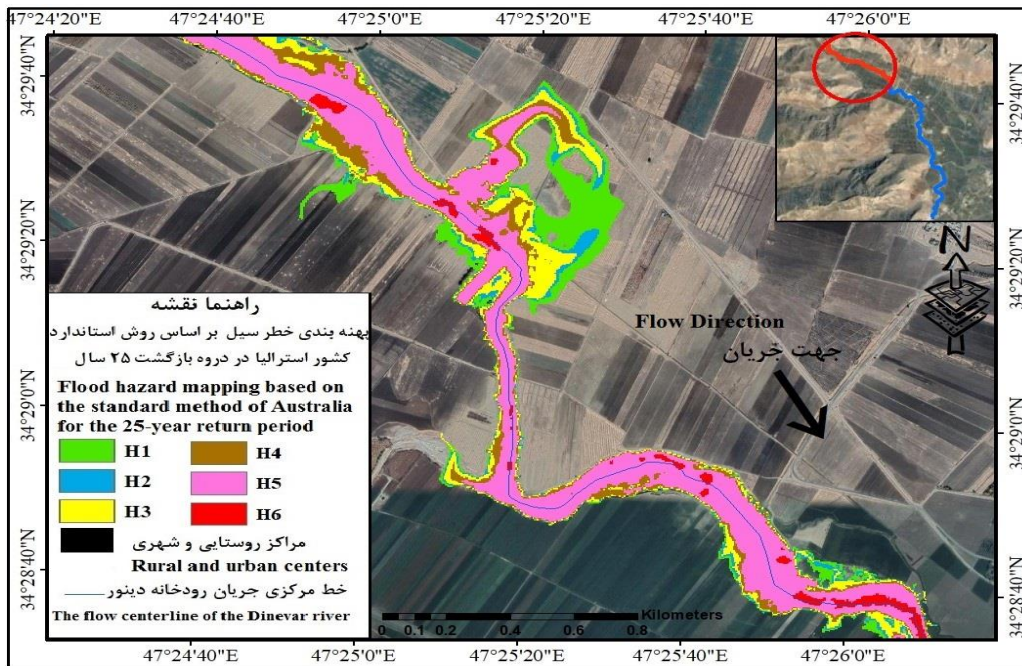 47°24'20"E 47°24'40"E 47°25'0"E 47°25'20"E 47°25'40"E 47°26'0"E
34°29'40"N
34°29'20"N
34°29'0"N
34°28'40"N
34°29'40"N
34°29'20"N
34°29'0"N
34°28'40"N
N
Flow Direction
جهت جریان
راهنما نقشه
پهنه بندی خطر سیل بر اساس روش استاندارد
کشور استرالیا در دروه بازگشت ۲۵ سال
Flood hazard mapping based on
the standard method of Australia
for the 25-year return period
H1 H4
H2 H5
H3 H6
مراکز روستایی و شهری
Rural and urban centers
خط مرکزی جریان رودخانه دینور
The flow centerline of the Dinevar river
Kilometers
0 0.1 0.2 0.4 0.6 0.8
47°24'40"E 47°25'0"E 47°25'20"E 47°25'40"E 47°26'0"E